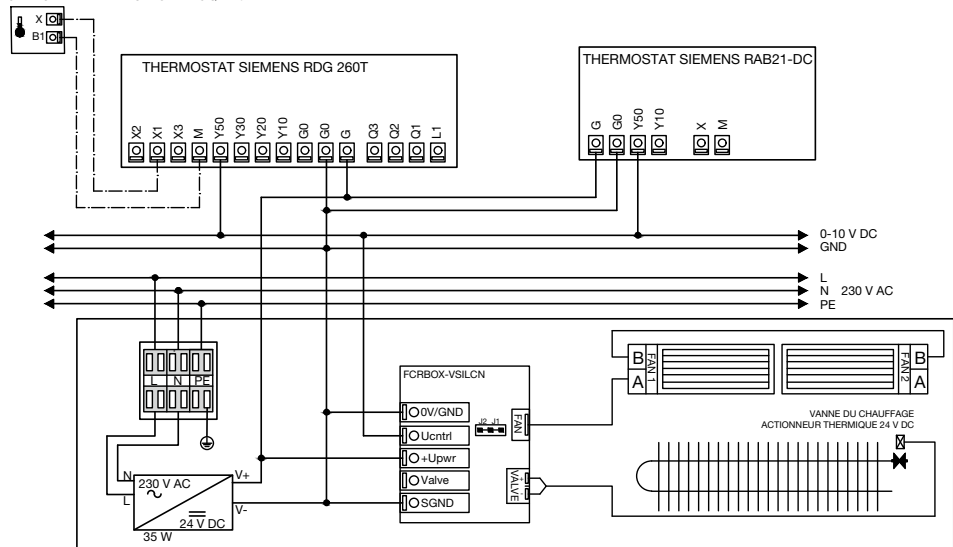 X
B1
THERMOSTAT SIEMENS RDG 260T
X2 X1 X3 M Y50 Y30 Y20 Y10 G0 G0 G Q3 Q2 Q1 L1
THERMOSTAT SIEMENS RAB21-DC
G G0 Y50 Y10 X M
0-10 V DC
GND
L
N 230 V AC
PE
L N PE
N
L
230 V AC
24 V DC
35 W
V+
V-
FCRBOX-VSILCN
0V/GND
Ucntrl
+Upwr
Valve
SGND
J2 J1
FAN
VALVE
+
-
B
A
FAN 1
FAN 2
B
A
VANNE DU CHAUFFAGE
ACTIONNEUR THERMIQUE 24 V DC